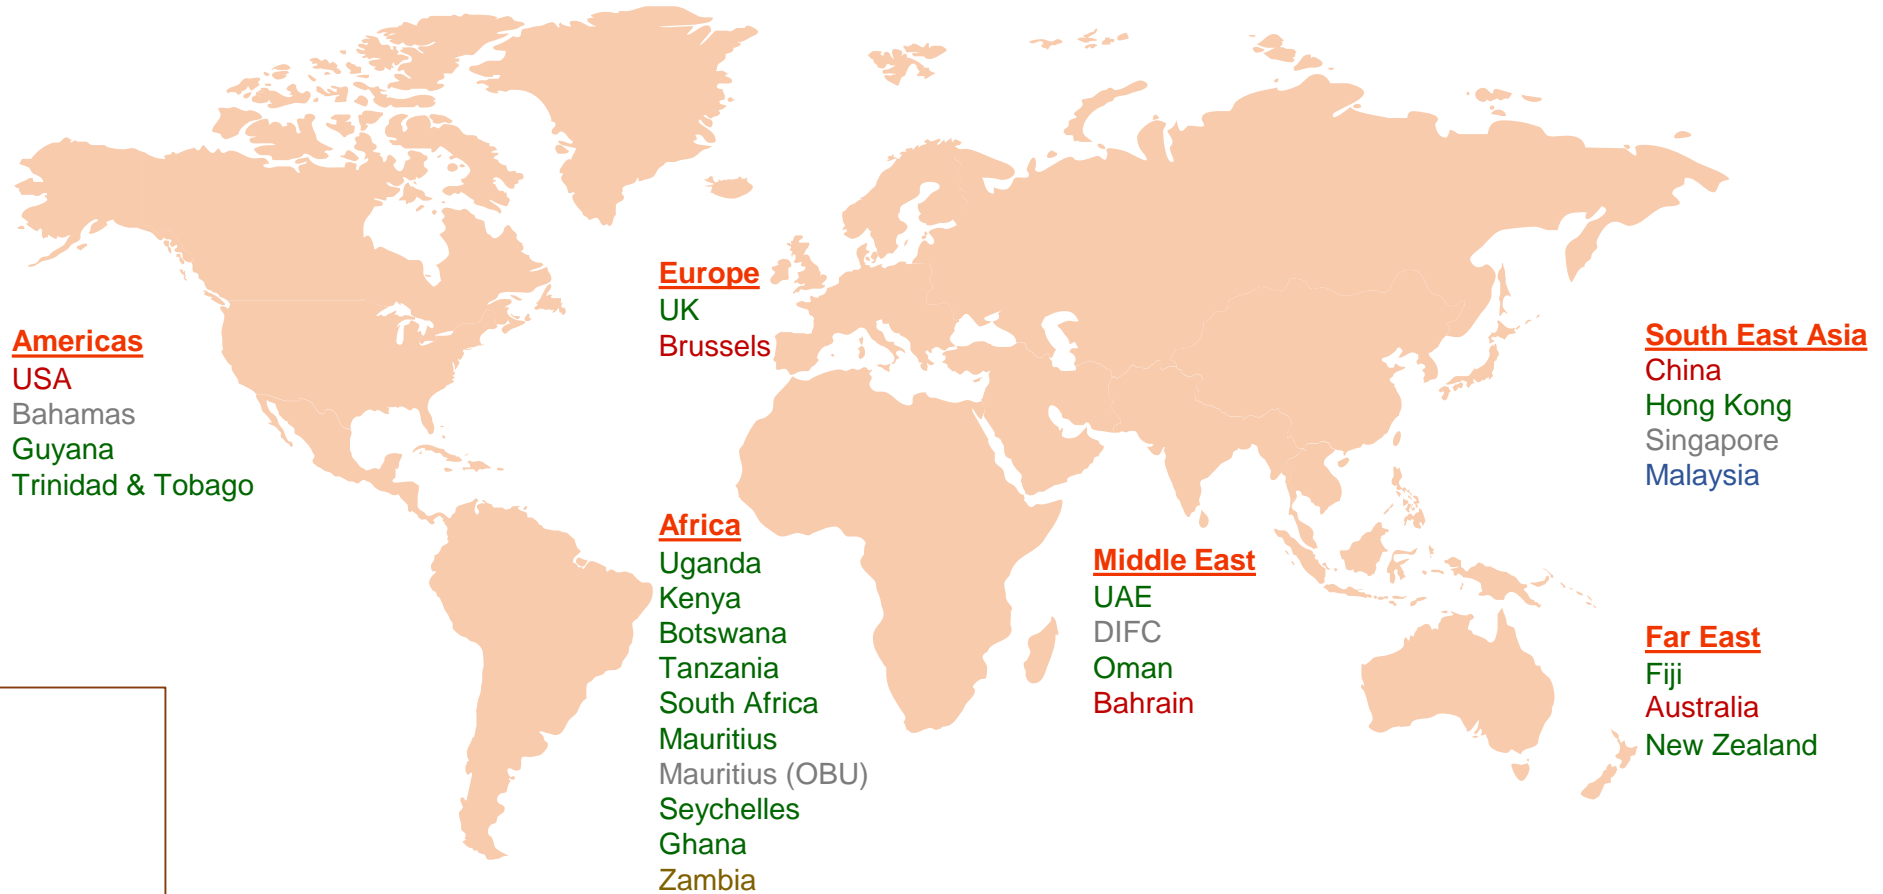 Americas
USA
Bahamas
Guyana
Trinidad & Tobago
Europe
UK
Brussels
Africa
Uganda
Kenya
Botswana
Tanzania
South Africa
Mauritius
Mauritius (OBU)
Seychelles
Ghana
Zambia
Middle East
UAE
DIFC
Oman
Bahrain
South East Asia
China
Hong Kong
Singapore
Malaysia
Far East
Fiji
Australia
New Zealand